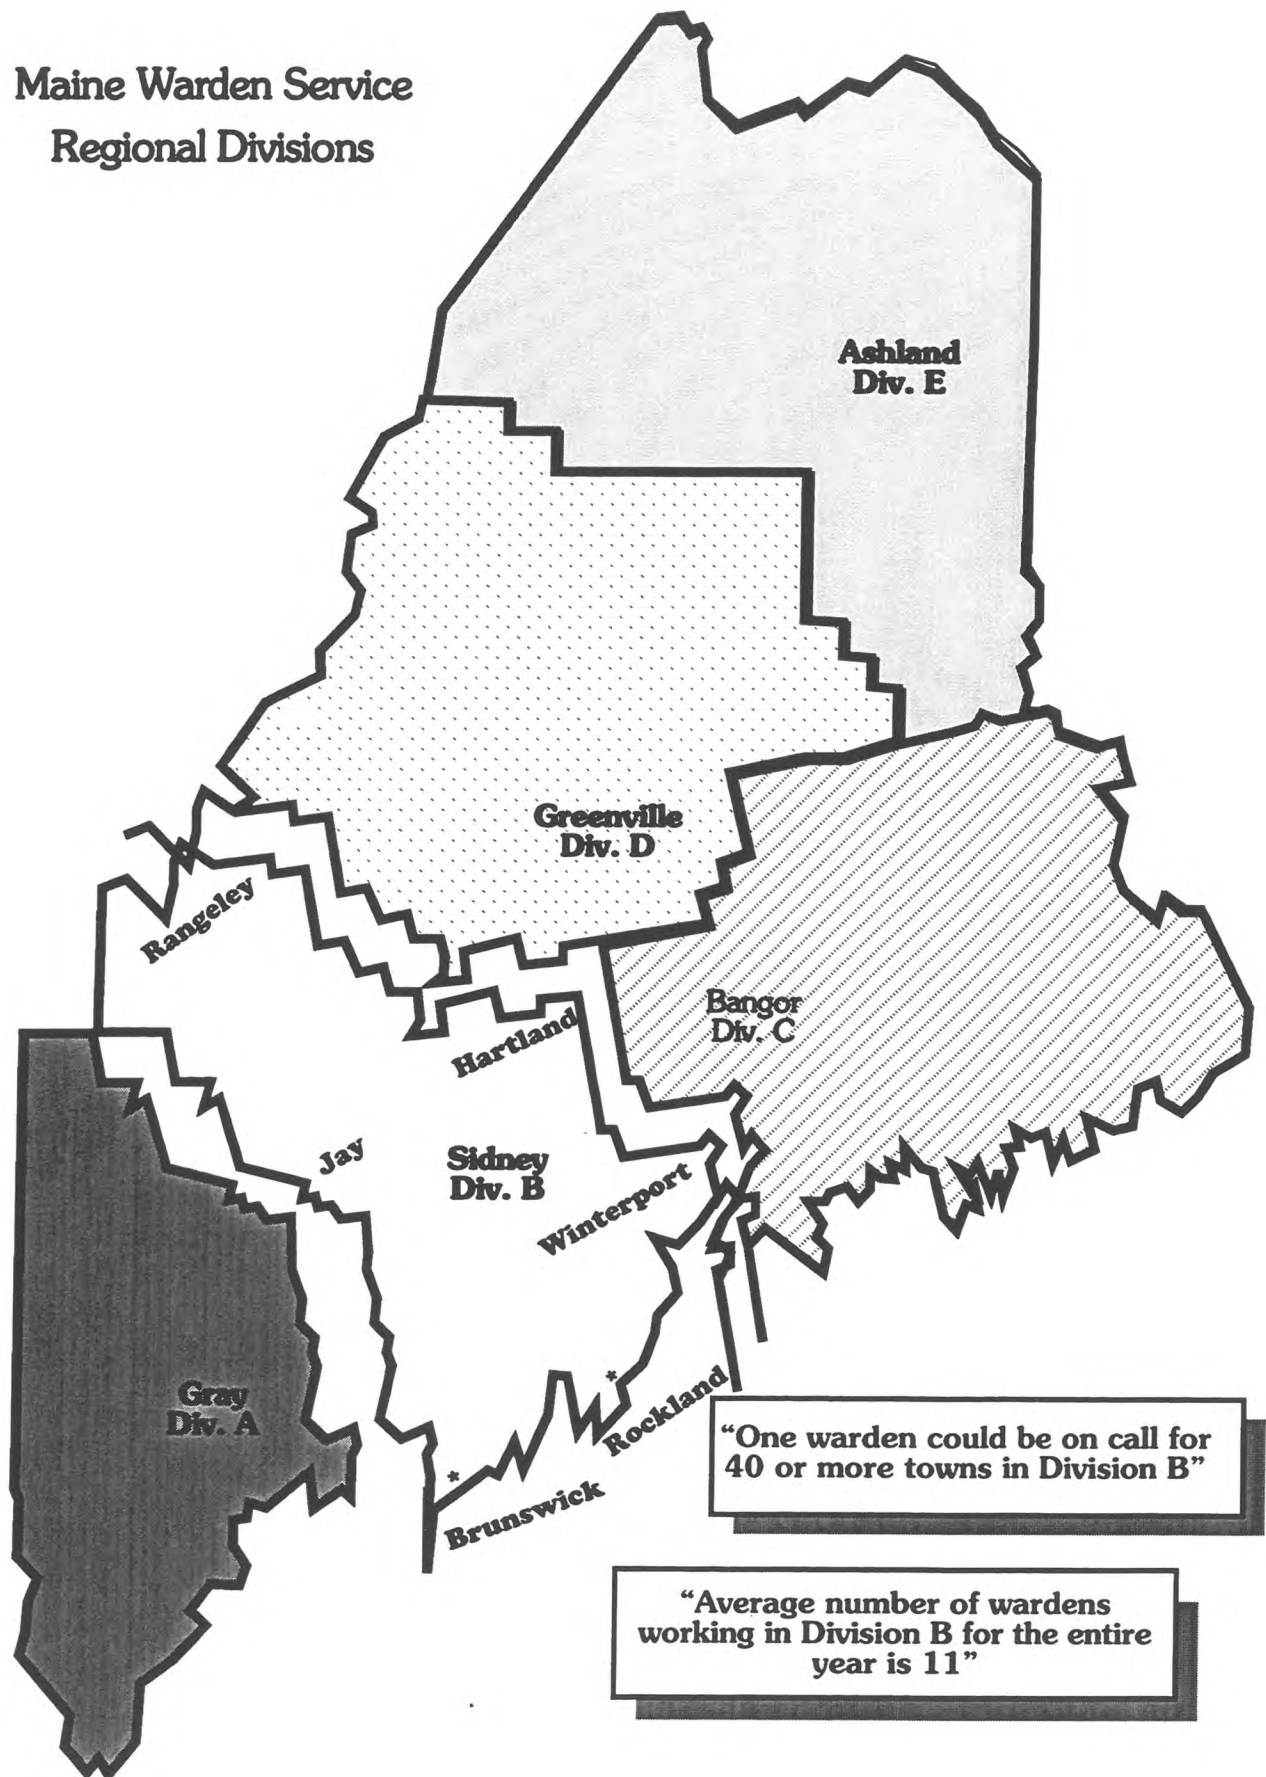 Maine Warden Service
Regional Divisions
Ashland
Div. E
Greenville
Div. D
Rangeley
Bangor
Div. C
Hartland
Jay
Sidney
Div. B
Winterport
Gray
Div. A
*
Rockland
*
Brunswick
“One warden could be on call for
40 or more towns in Division B”
“Average number of wardens
working in Division B for the entire
year is 11”